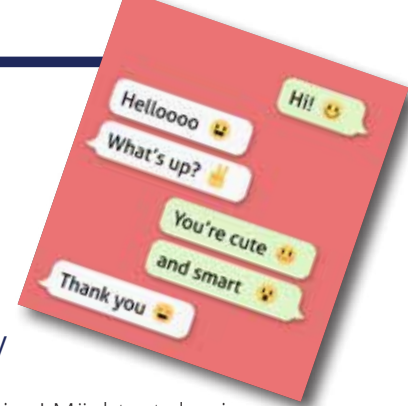 Hi! 😊
Helloooo 😃
What's up? ✌
You're cute 😊
and smart 😮
Thank you 😄